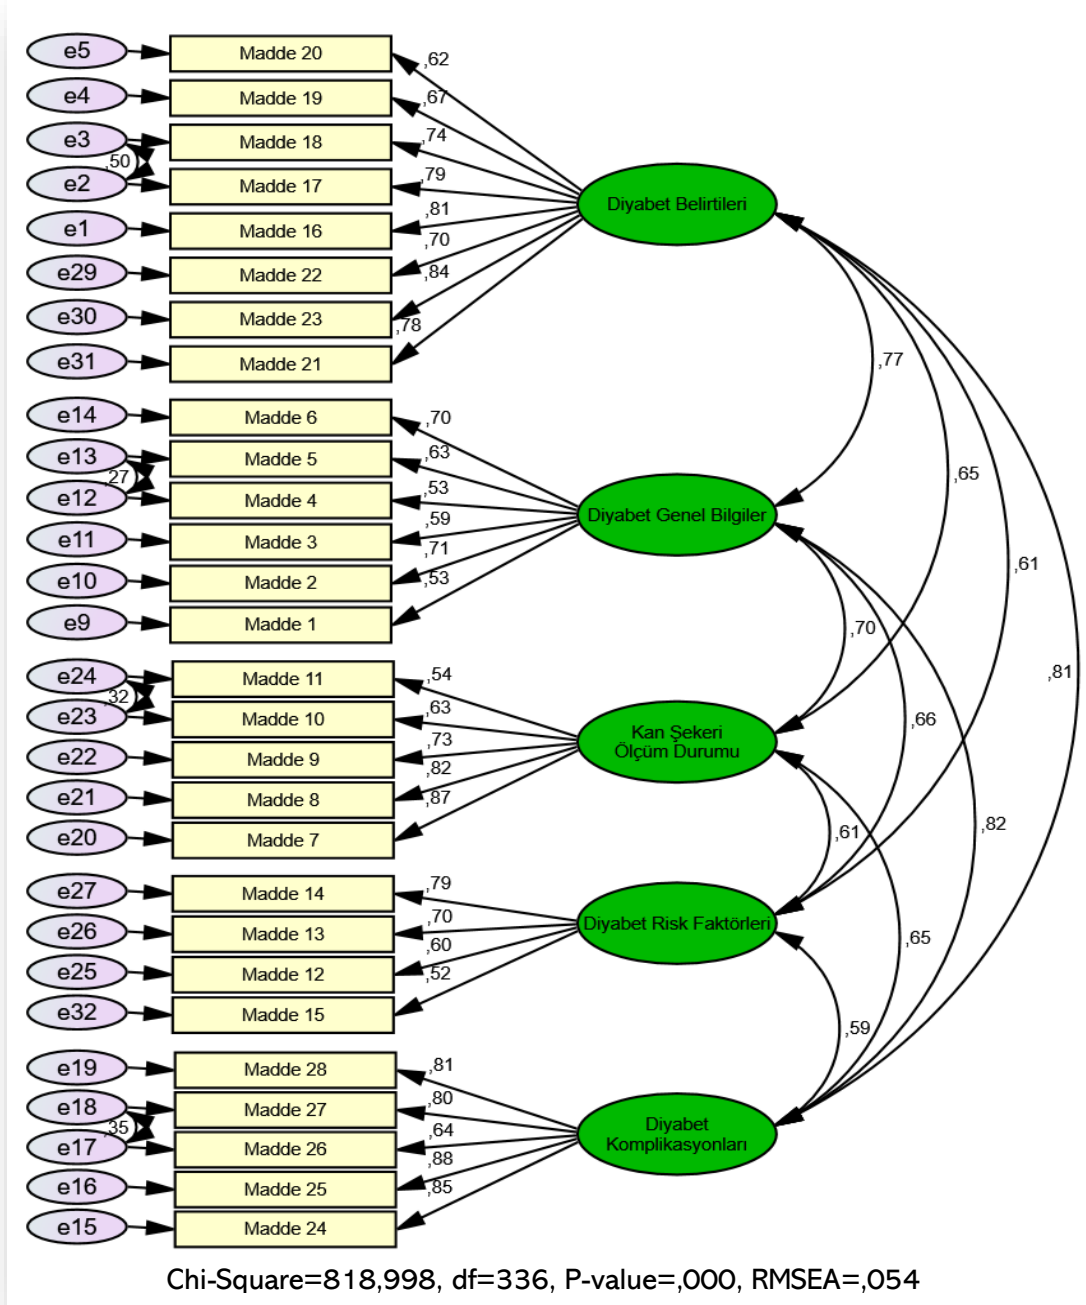 e5
Madde 20
,62
e4
Madde 19
,67
e3
Madde 18
,74
,50
e2
Madde 17
,79
e1
Madde 16
,81
e29
Madde 22
,70
e30
Madde 23
,84
e31
Madde 21
,78
Diyabet Belirtileri
e14
Madde 6
,70
e13
Madde 5
,63
,27
e12
Madde 4
,53
e11
Madde 3
,59
e10
Madde 2
,71
e9
Madde 1
,53
Diyabet Genel Bilgiler
e24
Madde 11
,54
,32
e23
Madde 10
,63
e22
Madde 9
,73
e21
Madde 8
,82
e20
Madde 7
,87
Kan Şekeri
Ölçüm Durumu
e27
Madde 14
,79
e26
Madde 13
,70
e25
Madde 12
,60
e32
Madde 15
,52
Diyabet Risk Faktörleri
e19
Madde 28
,81
e18
Madde 27
,80
,35
e17
Madde 26
,64
e16
Madde 25
,88
e15
Madde 24
,85
Diyabet
Komplikasyonları
,77
,65
,61
,81
,70
,66
,82
,61
,65
,59
Chi-Square=818,998, df=336, P-value=,000, RMSEA=,054